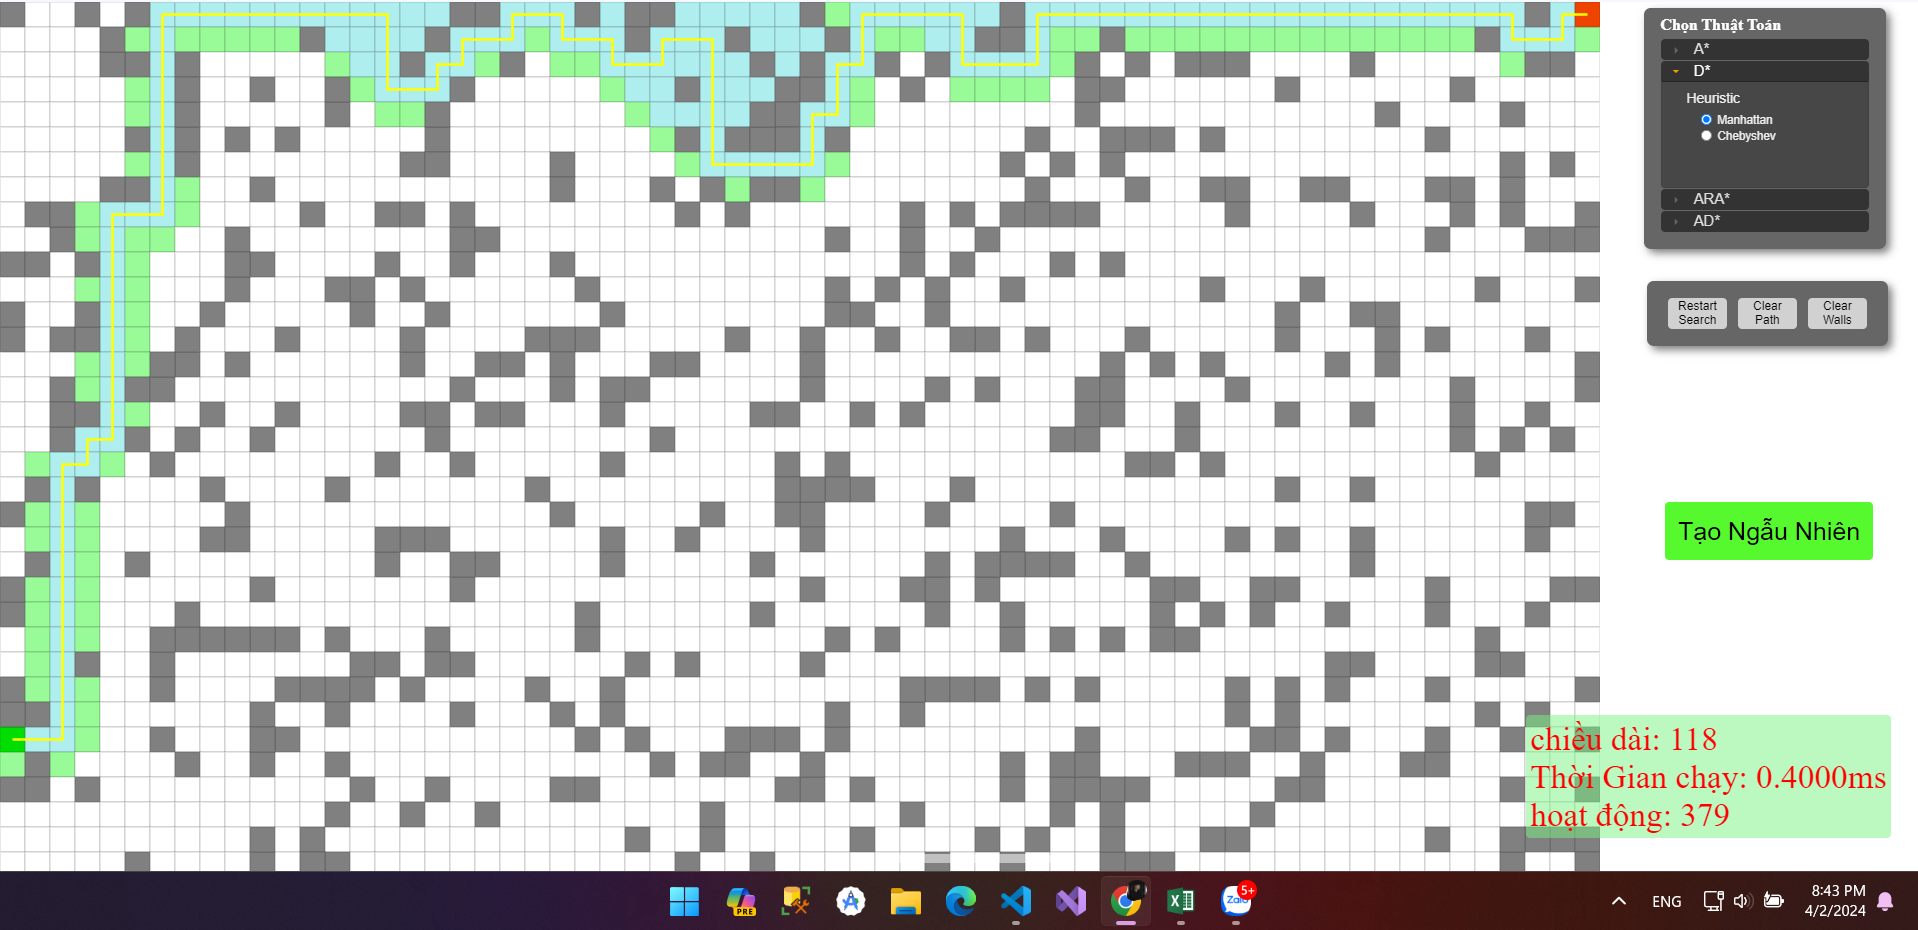 Chọn Thuật Toán
A*
D*
Heuristic
Manhattan
Chebyshev
ARA*
AD*
Restart Search
Clear Path
Clear Walls
Tạo Ngẫu Nhiên
chiều dài: 118
Thời Gian chạy: 0.4000ms
hoạt động: 379
PRE
Zalo
5+
ENG
8:43 PM
4/2/2024